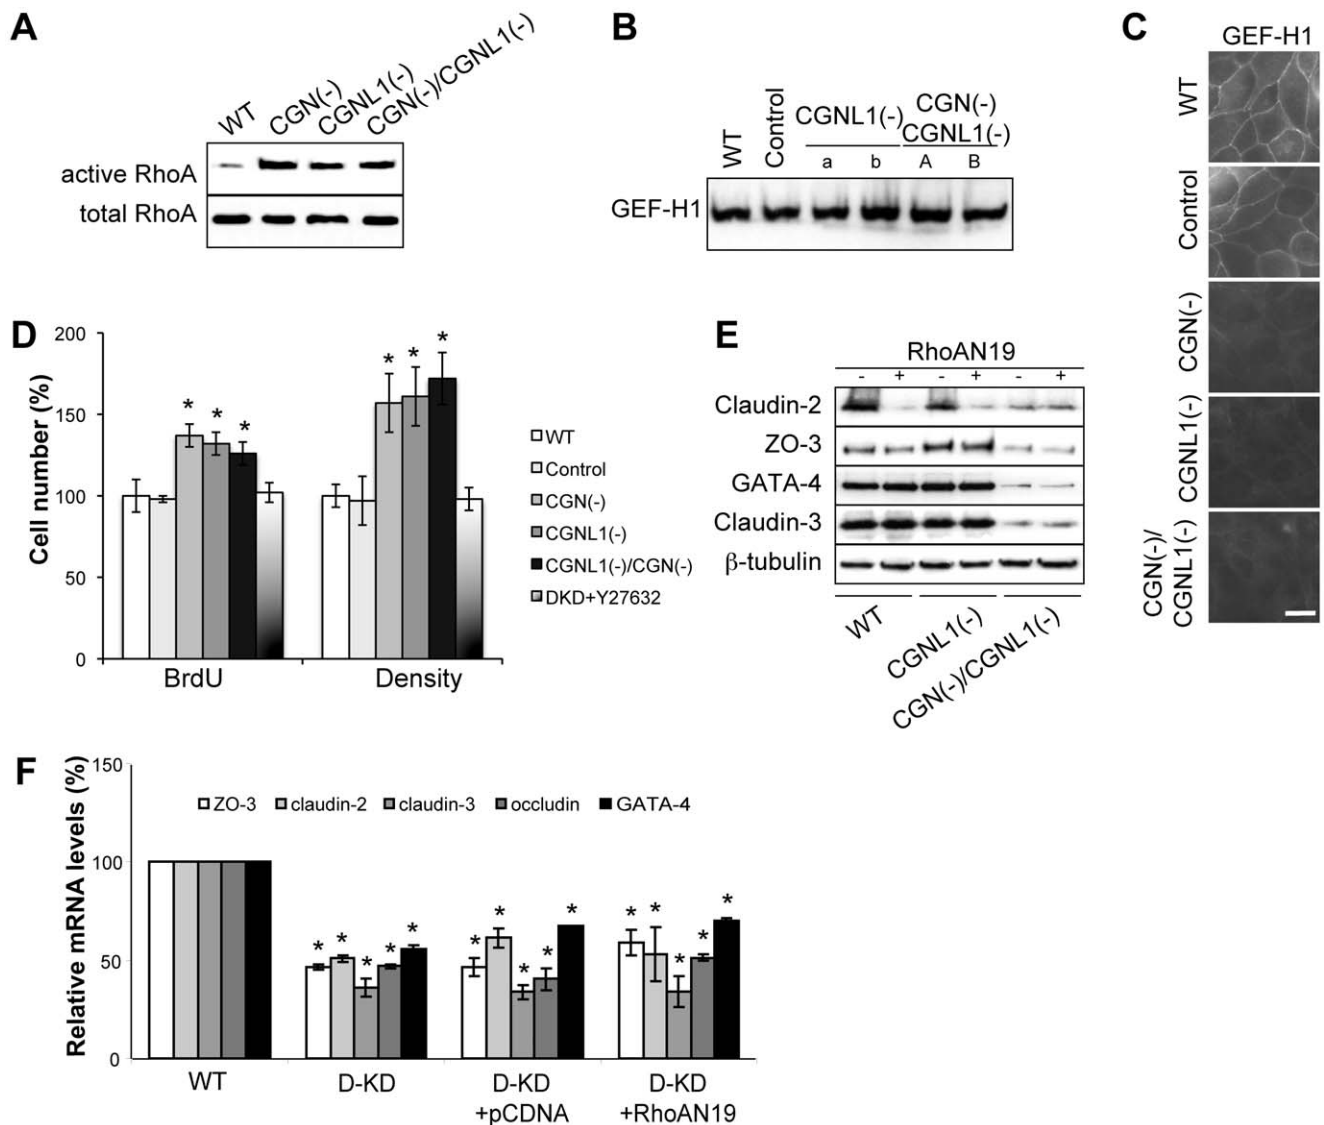 A
WT
CGN(-)
CGNL1(-)
CGN(-)/CGNL1(-)
active RhoA
total RhoA
B
WT
Control
CGNL1(-)
CGN(-)
CGNL1(-)
a b A B
GEF-H1
C
GEF-H1
WT
Control
CGN(-)
CGNL1(-)
CGN(-)/
CGNL1(-)
D
Cell number (%)
200
150
100
50
0
* * * * * *
BrdU Density
WT
Control
CGN(-)
CGNL1(-)
CGNL1(-)/CGN(-)
DKD+Y27632
E
RhoAN19
- + - + - +
Claudin-2
ZO-3
GATA-4
Claudin-3
β-tubulin
WT
CGNL1(-)
CGN(-)/CGNL1(-)
F
Relative mRNA levels (%)
150
100
50
0
ZO-3 claudin-2 claudin-3 occludin GATA-4
* * * * * * * * * * * * * * *
WT D-KD D-KD D-KD
+pCDNA +RhoAN19